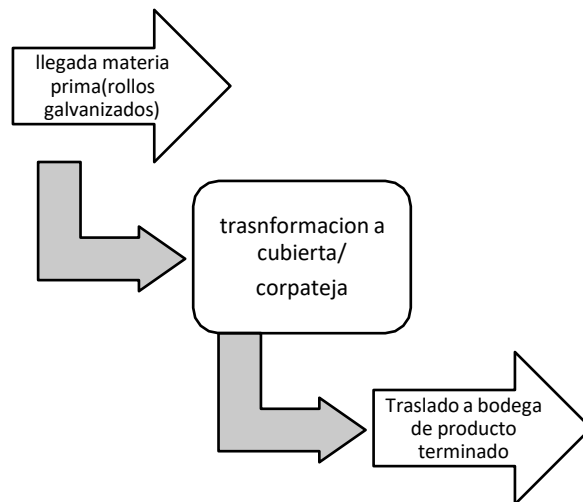 llegada materia
prima(rollos
galvanizados)
trasnformacion a
cubierta/
corpateja
Traslado a bodega
de producto
terminado